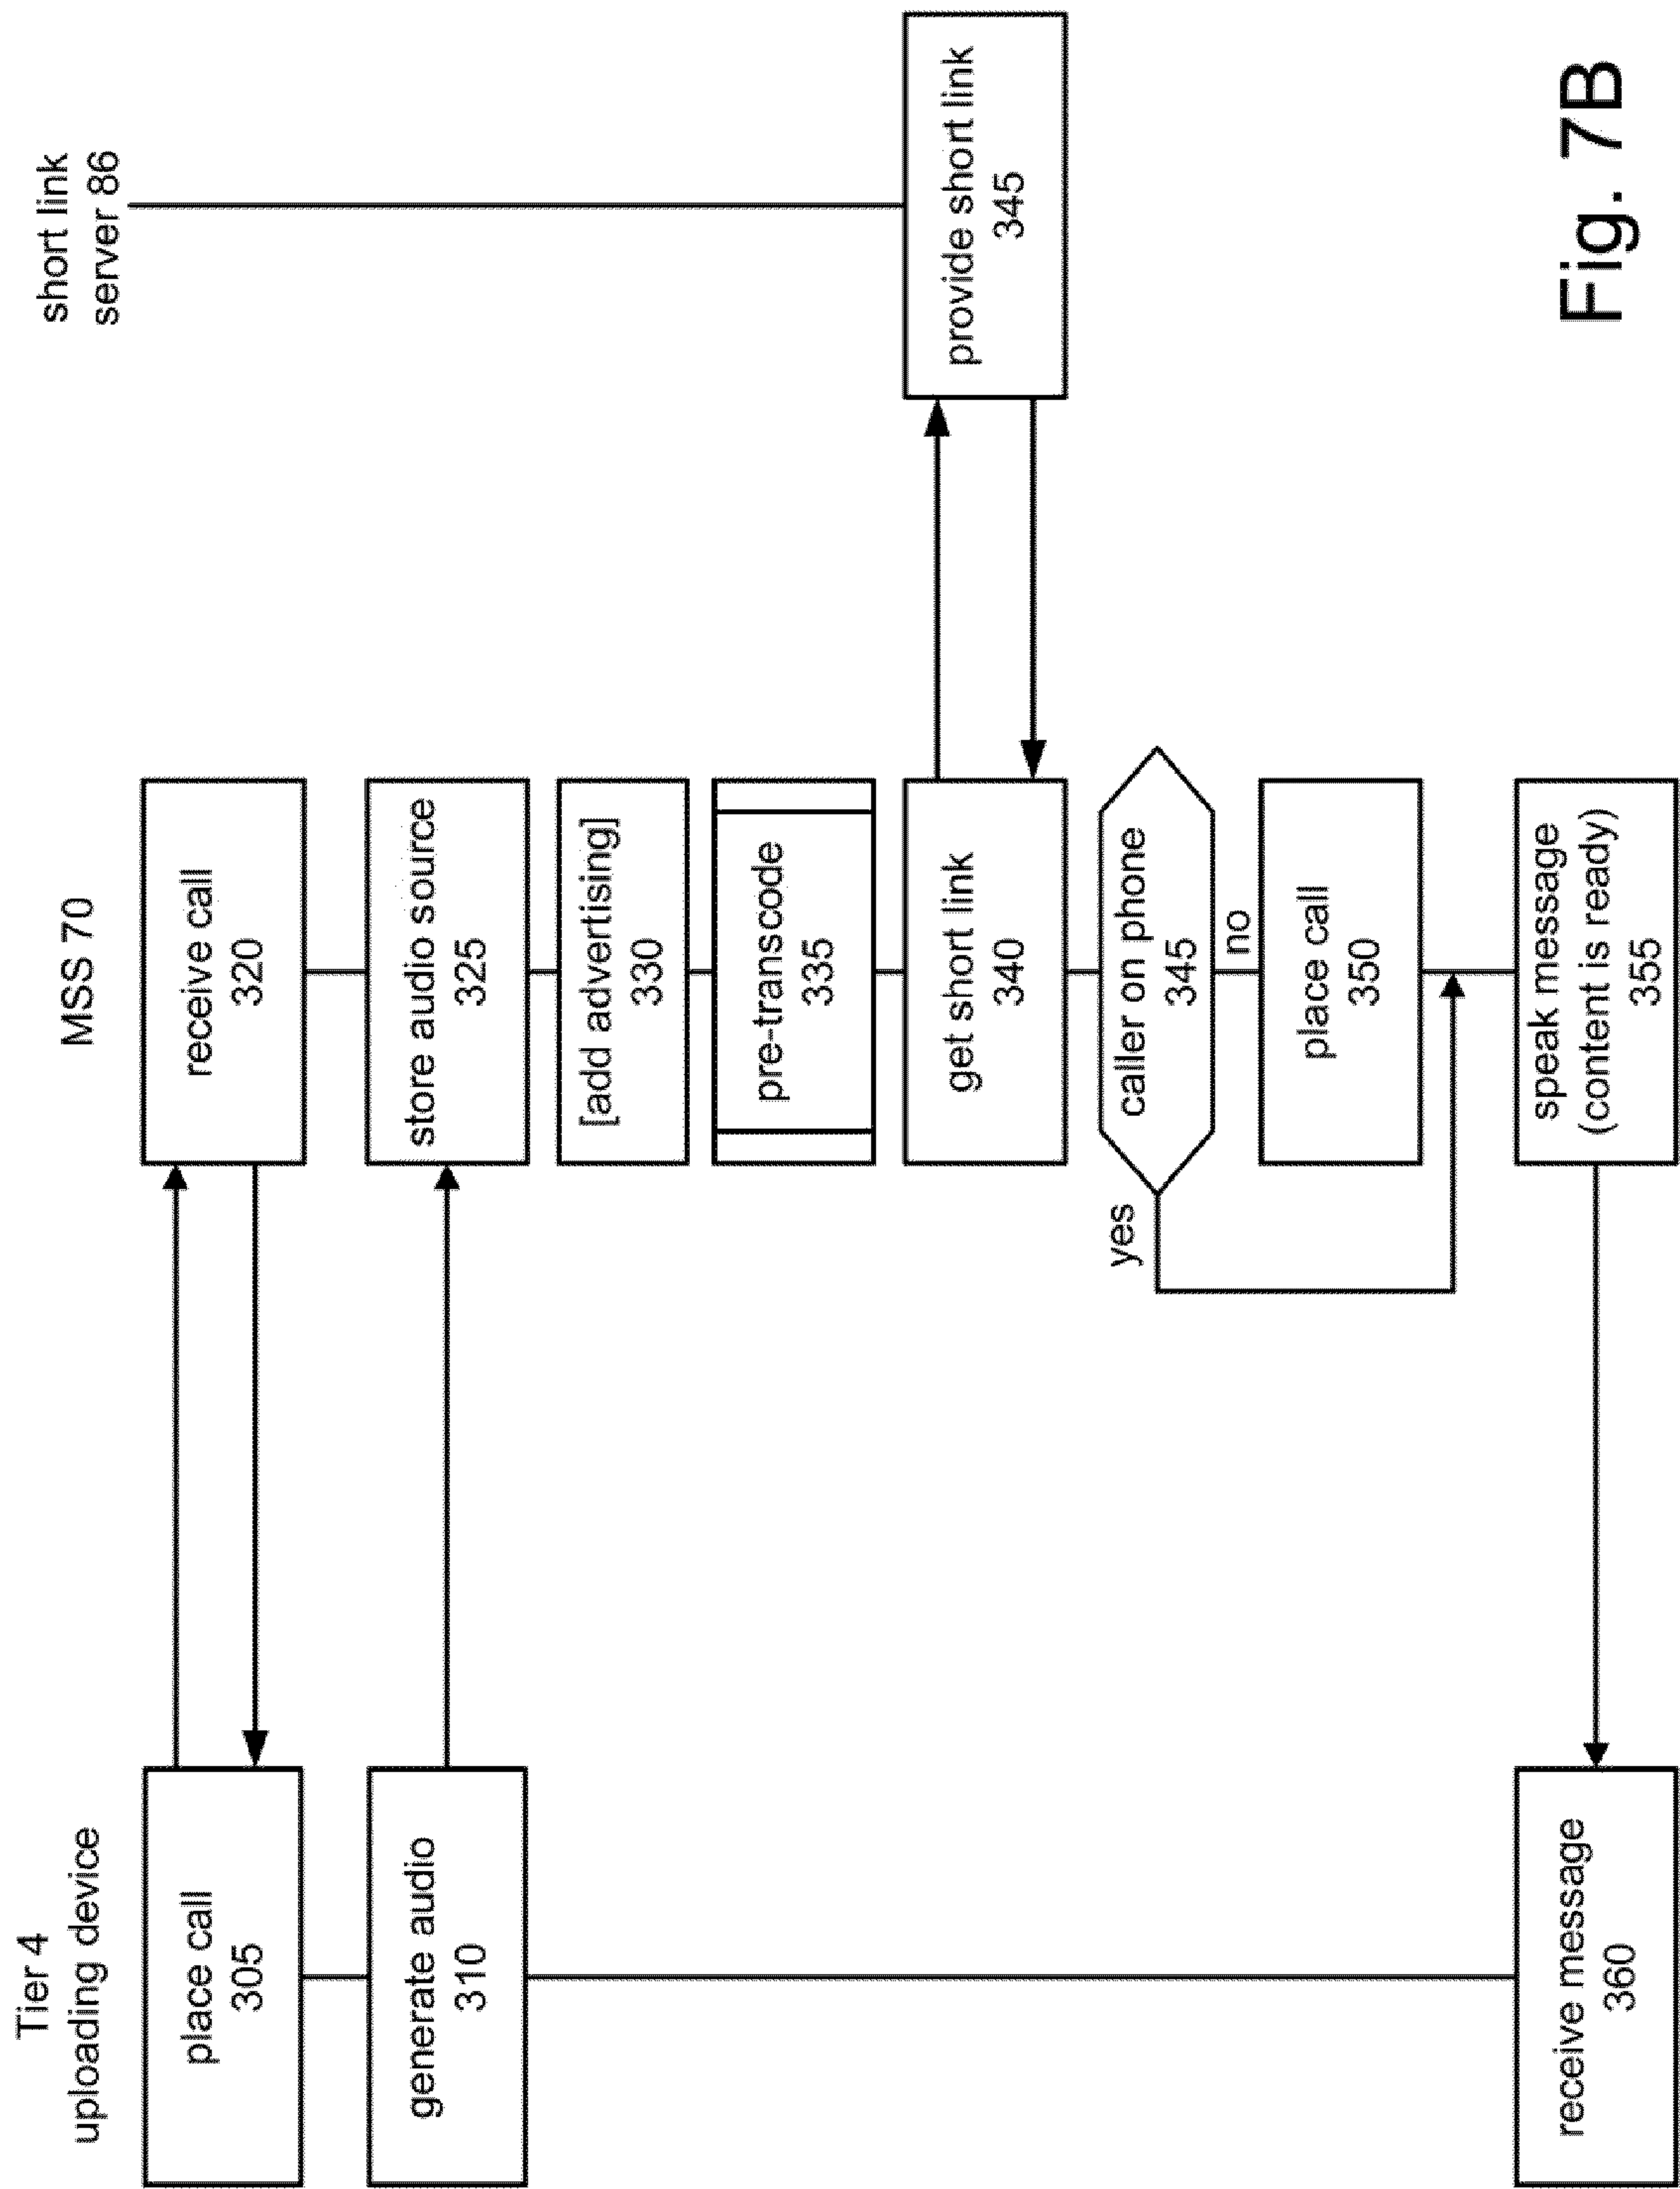 Tier 4
uploading device
MSS 70
short link
server 86
place call
305
receive call
320
generate audio
310
store audio source
325
[add advertising]
330
pre-transcode
335
get short link
340
provide short link
345
caller on phone
345
yes
no
place call
350
speak message
(content is ready)
355
receive message
360
Fig. 7B